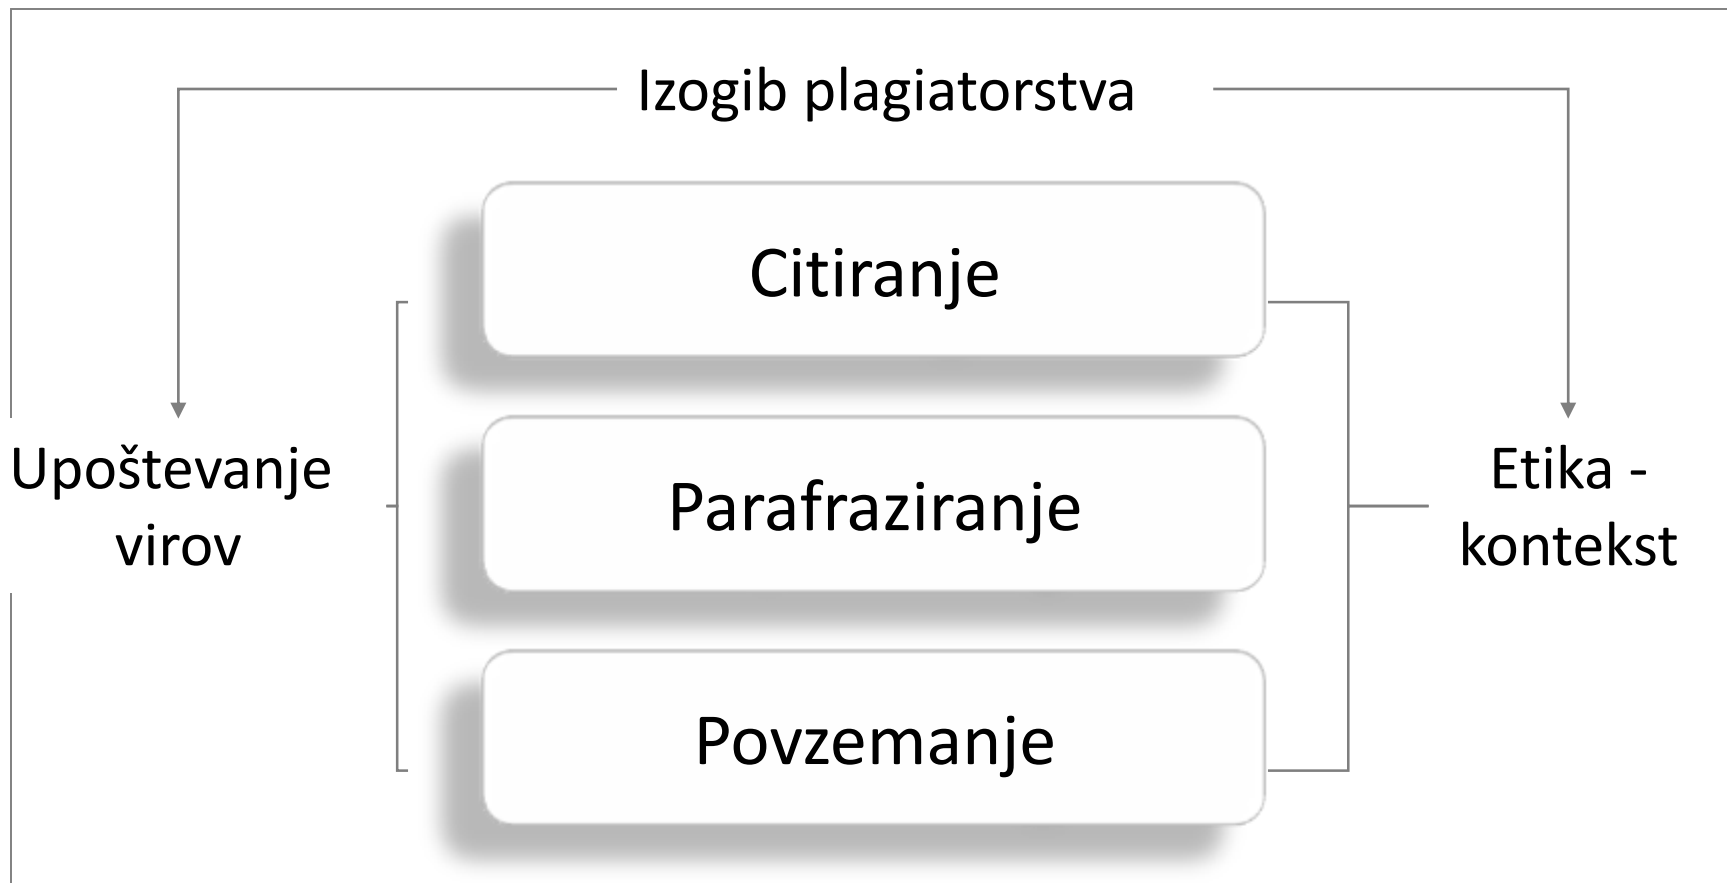 Izogib plagiatorstva
Citiranje
Upoštevanje
virov
Parafraziranje
Etika -
kontekst
Povzemanje